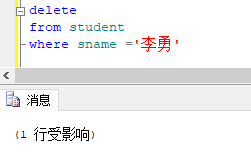 delete
from student
where sname ='李勇'
消息
(1 行受影响)